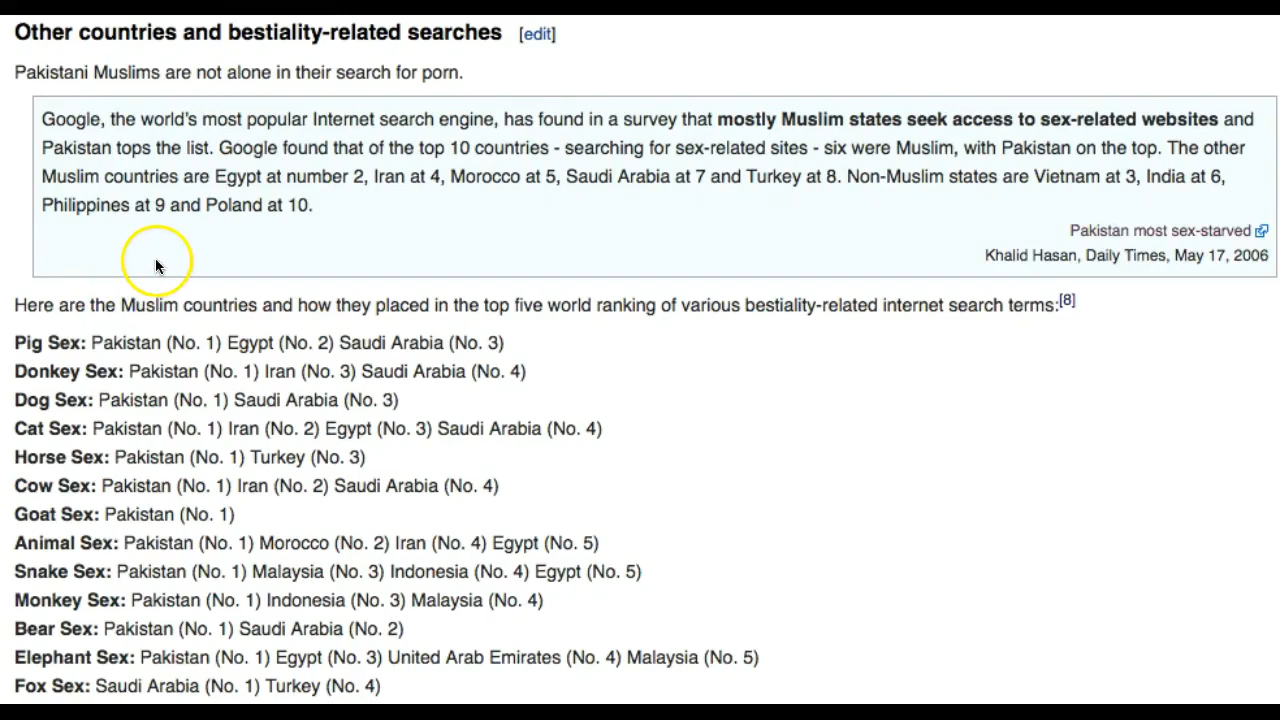 Other countries and bestiality-related searches [edit]
Pakistani Muslims are not alone in their search for porn.
Google, the world's most popular Internet search engine, has found in a survey that mostly Muslim states seek access to sex-related websites and
Pakistan tops the list. Google found that of the top 10 countries - searching for sex-related sites - six were Muslim, with Pakistan on the top. The other
Muslim countries are Egypt at number 2, Iran at 4, Morocco at 5, Saudi Arabia at 7 and Turkey at 8. Non-Muslim states are Vietnam at 3, India at 6,
Philippines at 9 and Poland at 10.
Pakistan most sex-starved
Khalid Hasan, Daily Times, May 17, 2006
Here are the Muslim countries and how they placed in the top five world ranking of various bestiality-related internet search terms:[8]
Pig Sex: Pakistan (No. 1) Egypt (No. 2) Saudi Arabia (No. 3)
Donkey Sex: Pakistan (No. 1) Iran (No. 3) Saudi Arabia (No. 4)
Dog Sex: Pakistan (No. 1) Saudi Arabia (No. 3)
Cat Sex: Pakistan (No. 1) Iran (No. 2) Egypt (No. 3) Saudi Arabia (No. 4)
Horse Sex: Pakistan (No. 1) Turkey (No. 3)
Cow Sex: Pakistan (No. 1) Iran (No. 2) Saudi Arabia (No. 4)
Goat Sex: Pakistan (No. 1)
Animal Sex: Pakistan (No. 1) Morocco (No. 2) Iran (No. 4) Egypt (No. 5)
Snake Sex: Pakistan (No. 1) Malaysia (No. 3) Indonesia (No. 4) Egypt (No. 5)
Monkey Sex: Pakistan (No. 1) Indonesia (No. 3) Malaysia (No. 4)
Bear Sex: Pakistan (No. 1) Saudi Arabia (No. 2)
Elephant Sex: Pakistan (No. 1) Egypt (No. 3) United Arab Emirates (No. 4) Malaysia (No. 5)
Fox Sex: Saudi Arabia (No. 1) Turkey (No. 4)